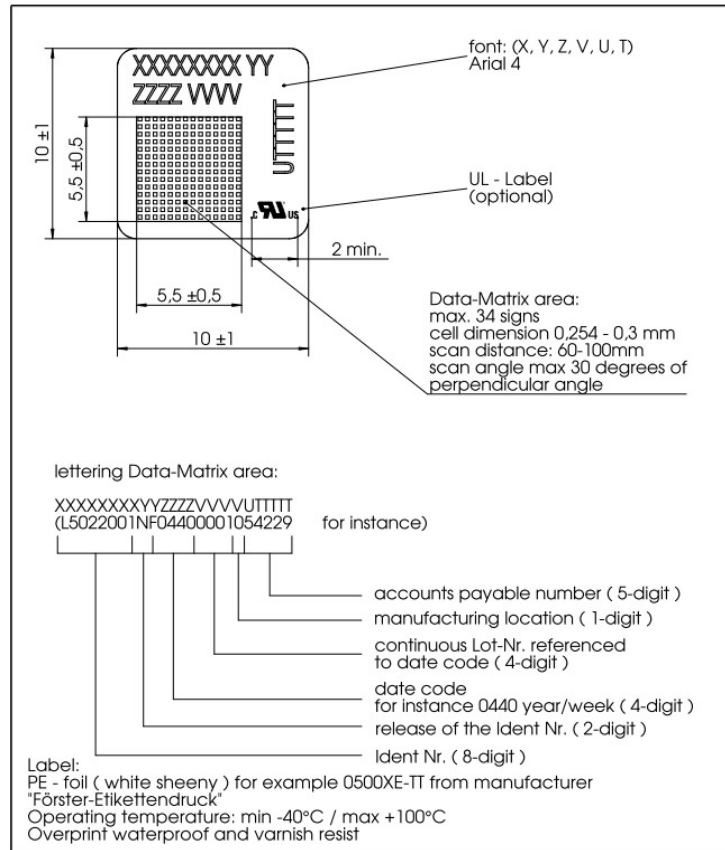 font: (X, Y, Z, V, U, T)
Arial 4
XXXXXXXX YY
ZZZZ VVVV
UTTTTT
10 ±1
5,5 ±0,5
UL - Label
(optional)
c RU US
2 min.
5,5 ±0,5
10 ±1
Data-Matrix area:
max. 34 signs
cell dimension 0,254 - 0,3 mm
scan distance: 60-100mm
scan angle max 30 degrees of
perpendicular angle
lettering Data-Matrix area:
XXXXXXXXYYZZZZVVVVUTTTTT
(L5022001NF04400001054229 for instance)
accounts payable number ( 5-digit )
manufacturing location ( 1-digit )
continuous Lot-Nr. referenced
to date code ( 4-digit )
date code
for instance 0440 year/week ( 4-digit )
release of the Ident Nr. ( 2-digit )
Ident Nr. ( 8-digit )
Label:
PE - foil ( white sheeny ) for example 0500XE-TT from manufacturer
"Förster-Etikettendruck"
Operating temperature: min -40°C / max +100°C
Overprint waterproof and varnish resist